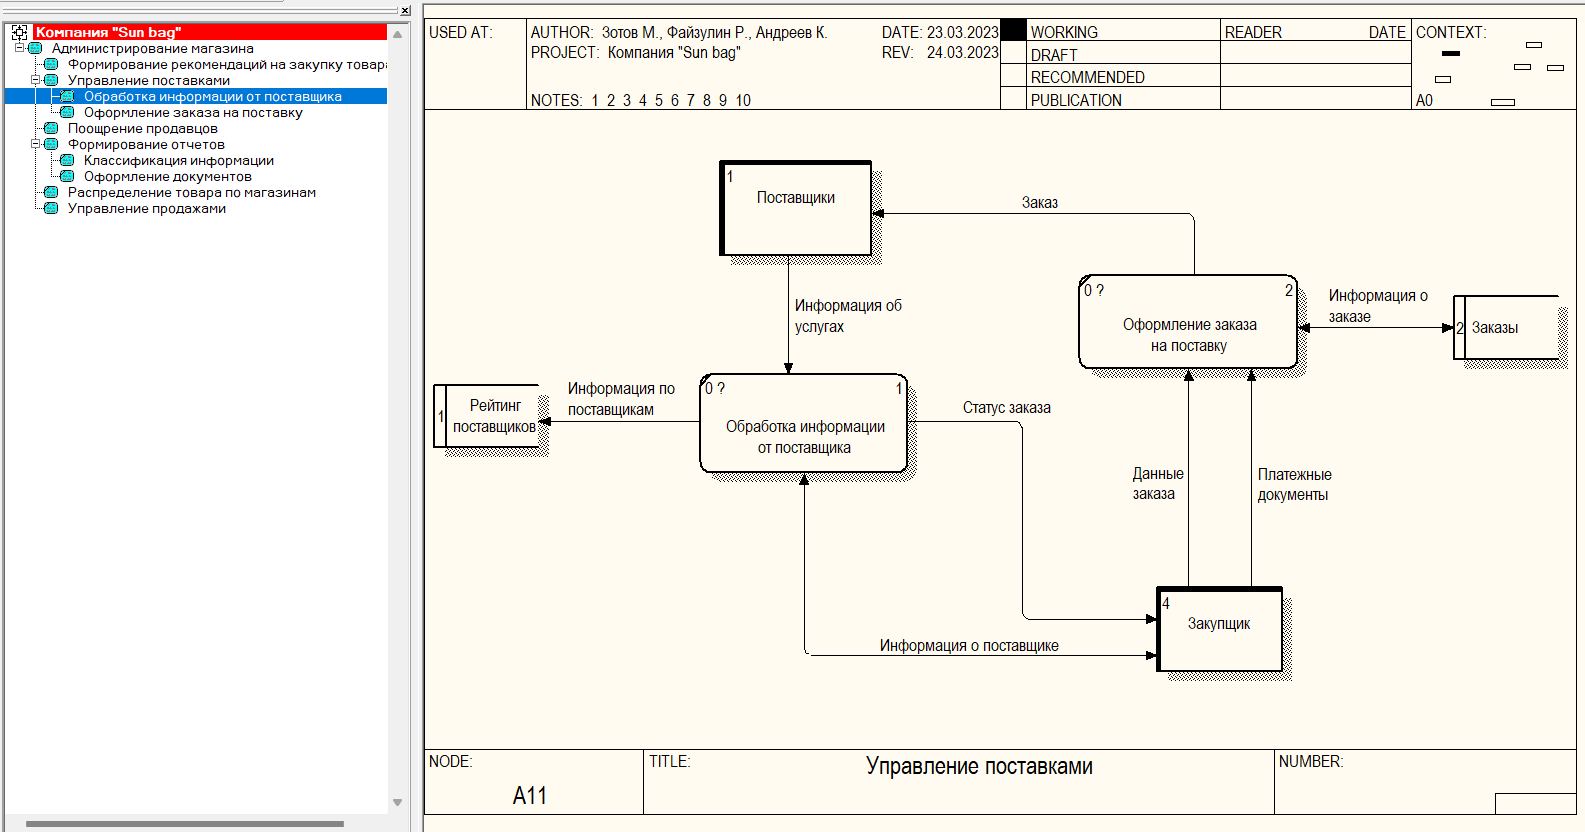 Компания "Sun bag"
Администрирование магазина
Формирование рекомендаций на закупку товар
Управление поставками
Обработка информации от поставщика
Оформление заказа на поставку
Поощрение продавцов
Формирование отчетов
Классификация информации
Оформление документов
Распределение товара по магазинам
Управление продажами
USED AT:
AUTHOR: Зотов М., Файзулин Р., Андреев К.
DATE: 23.03.2023
PROJECT: Компания "Sun bag"
REV: 24.03.2023
NOTES: 1 2 3 4 5 6 7 8 9 10
WORKING
DRAFT
RECOMMENDED
PUBLICATION
READER DATE
CONTEXT:
A0
1
Поставщики
Заказ
0 ? 2
Оформление заказа
на поставку
Информация о
заказе
2 Заказы
Информация об
услугах
0 ? 1
Обработка информации
от поставщика
Информация по
поставщикам
1
Рейтинг
поставщиков
Статус заказа
Данные
заказа
Платежные
документы
4
Закупщик
Информация о поставщике
NODE:
A11
TITLE:
Управление поставками
NUMBER: